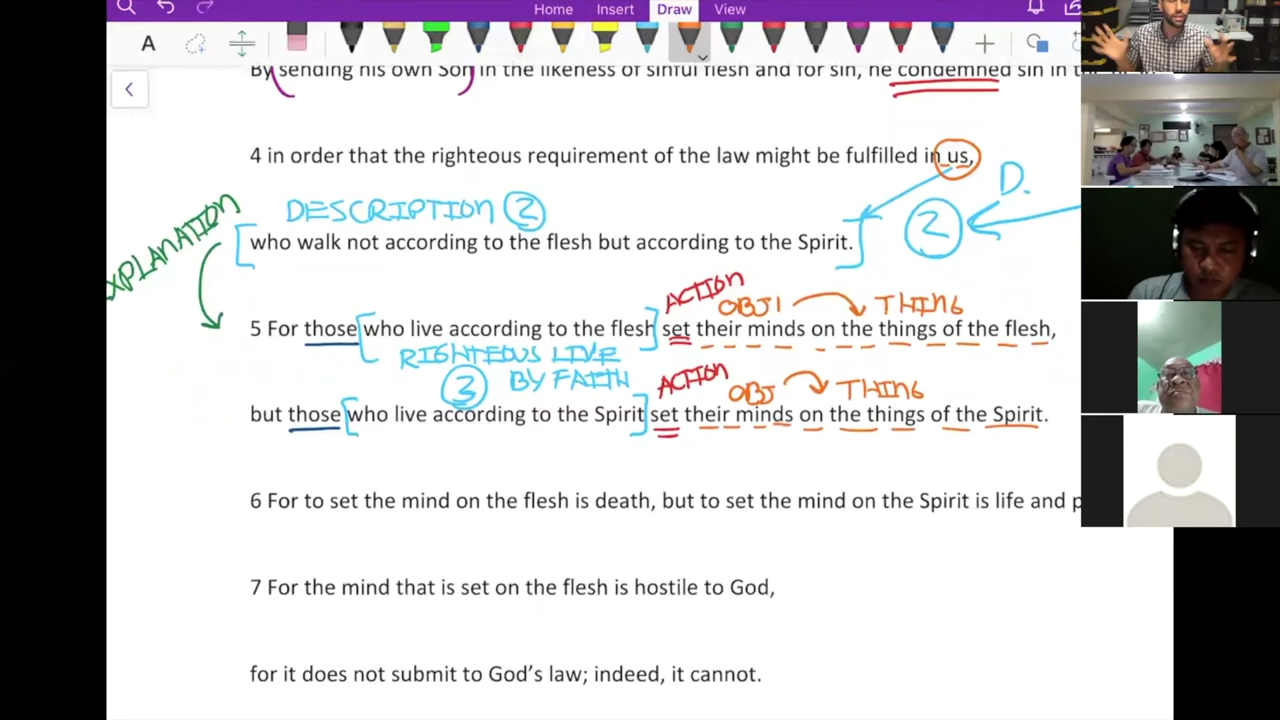 Home Insert Draw View
A
By sending his own Son in the likeness of sinful flesh and for sin, he condemned sin in the
4 in order that the righteous requirement of the law might be fulfilled in us,
D.
DESCRIPTION 2
2
EXPLANATION
who walk not according to the flesh but according to the Spirit.
ACTION
OBJ THING
5 For those who live according to the flesh set their minds on the things of the flesh,
RIGHTEOUS LIVE
3 BY FAITH
ACTION
OBJ THING
but those who live according to the Spirit set their minds on the things of the Spirit.
6 For to set the mind on the flesh is death, but to set the mind on the Spirit is life and p
7 For the mind that is set on the flesh is hostile to God,
for it does not submit to God's law; indeed, it cannot.